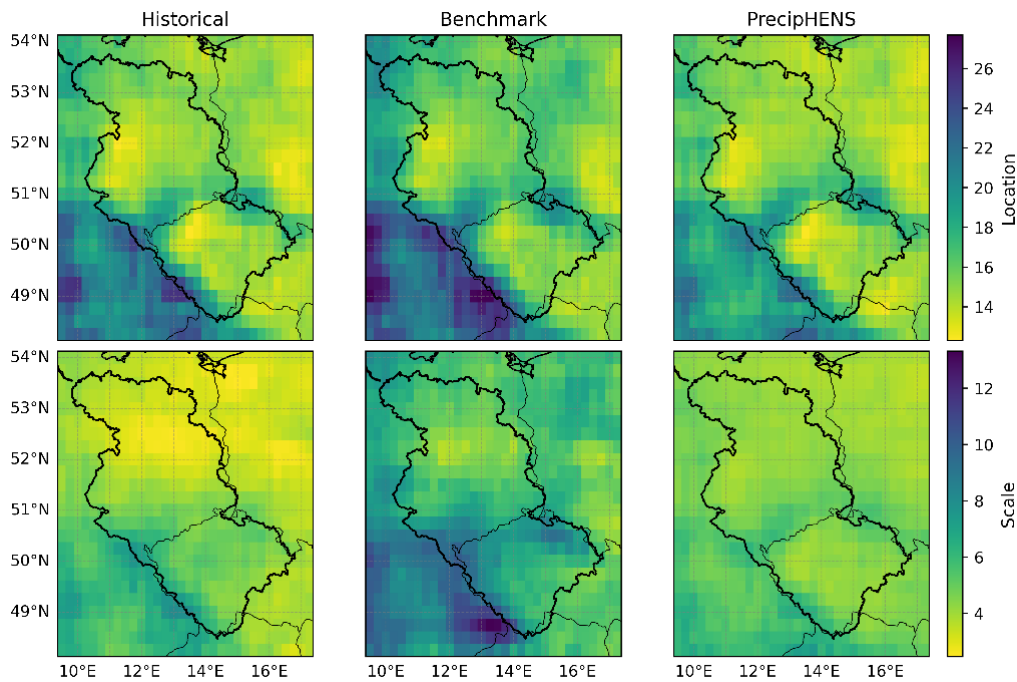 Historical Benchmark PrecipHENS
54°N
53°N
52°N
51°N
50°N
49°N
26
24
22
20
18
16
14
Location
54°N
53°N
52°N
51°N
50°N
49°N
12
10
8
6
4
Scale
10°E 12°E 14°E 16°E 10°E 12°E 14°E 16°E 10°E 12°E 14°E 16°E